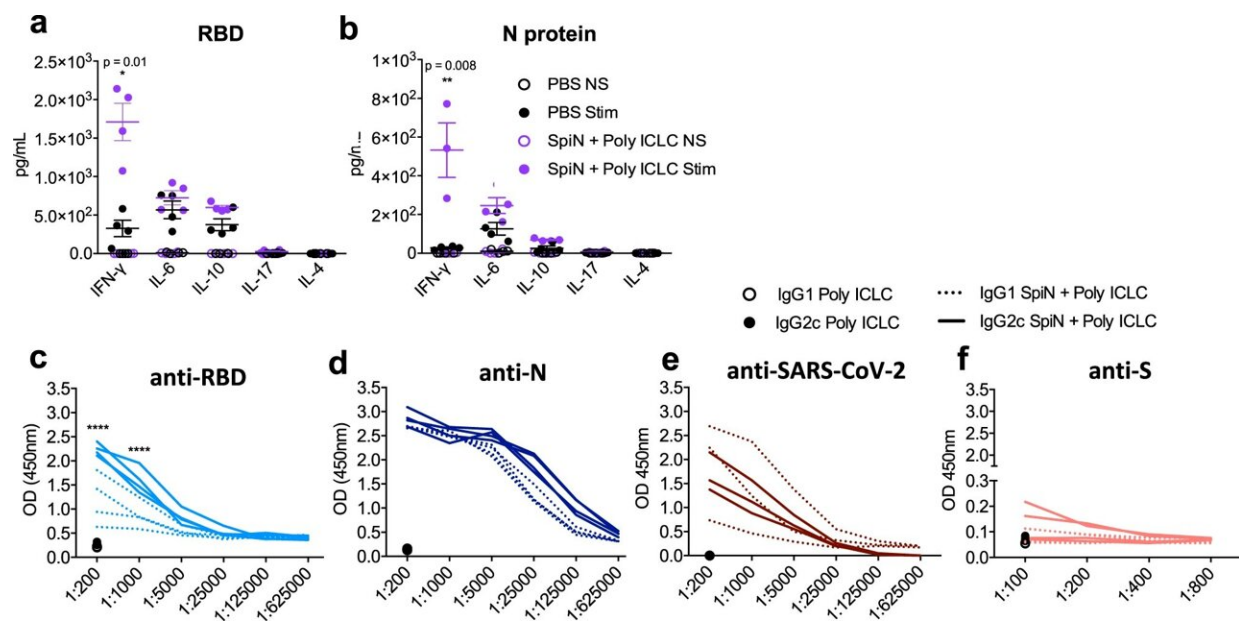 a
RBD
2.5×10³
2.0×10³
1.5×10³
1.0×10³
5.0×10²
0.0
pg/mL
p = 0.01
*
IFN-γ
IL-6
IL-10
IL-17
IL-4
b
N protein
1×10³
8×10²
6×10²
4×10²
2×10²
0
p = 0.008
**
IFN-γ
IL-6
IL-10
IL-17
IL-4
PBS NS
PBS Stim
SpiN + Poly ICLC NS
SpiN + Poly ICLC Stim
IgG1 Poly ICLC
IgG1 SpiN + Poly ICLC
IgG2c Poly ICLC
IgG2c SpiN + Poly ICLC
c
anti-RBD
3.5
3.0
2.5
2.0
1.5
1.0
0.5
0.0
OD (450nm)
****
****
1:200
1:1000
1:5000
1:25000
1:125000
1:625000
d
anti-N
3.5
3.0
2.5
2.0
1.5
1.0
0.5
0.0
OD (450nm)
1:200
1:1000
1:5000
1:25000
1:125000
1:625000
e
anti-SARS-CoV-2
3.5
3.0
2.5
2.0
1.5
1.0
0.5
0.0
OD (450nm)
1:200
1:1000
1:5000
1:25000
1:125000
1:625000
f
anti-S
3.5
3.0
2.5
2.0
1.5
0.3
0.2
0.1
0.0
OD 450nm
1:100
1:200
1:400
1:800